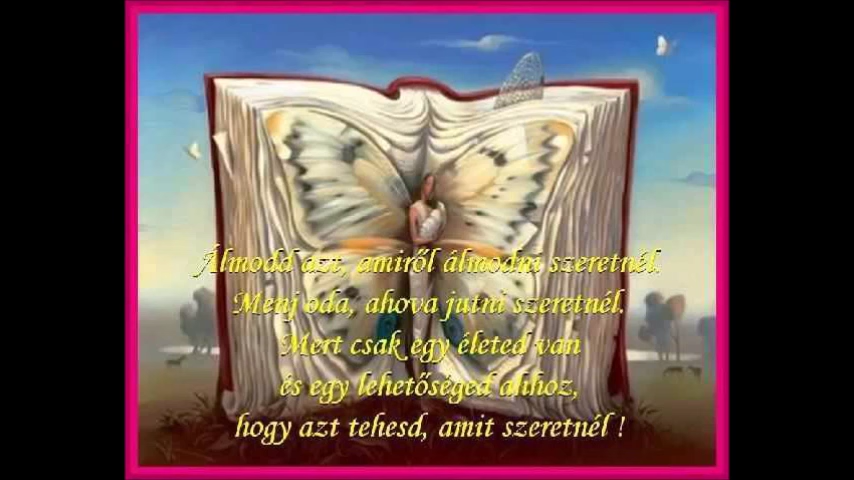 Álmodd azt, amiről álmodni szeretnél.
Menj oda, ahova jutni szeretnél.
Mert csak egy életed van
és egy lehetőséged ahhoz,
hogy azt tehesd, amit szeretnél !